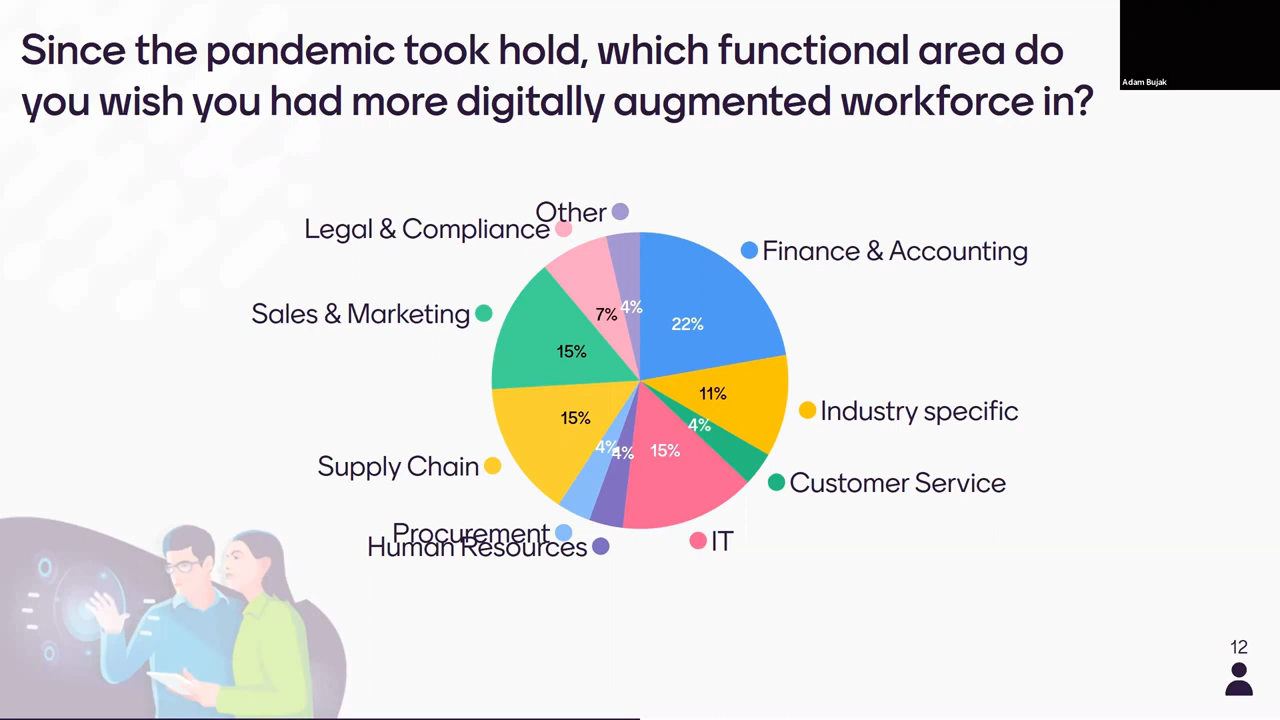 Since the pandemic took hold, which functional area do
you wish you had more digitally augmented workforce in?
Adam Bujak
Other
Legal & Compliance
Finance & Accounting
Sales & Marketing
7%
4%
22%
15%
11%
Industry specific
15%
4%
4%
4%
15%
Supply Chain
Customer Service
Procurement
Human Resources
IT
12